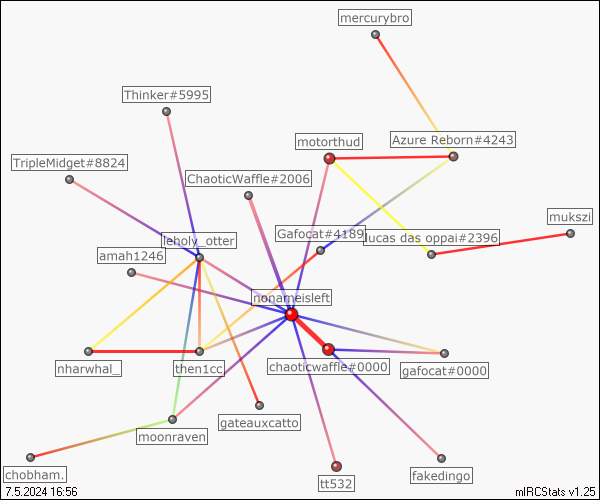 mercurybro
Thinker#5995
motorthud
Azure Reborn#4243
TripleMidget#8824
ChaoticWaffle#2006
mukszi
Gafocat#4189
lucas das oppai#2396
leholy_otter
amah1246
nonameisleft
nharwhal_
then1cc
chaoticwaffle#0000
gafocat#0000
gateauxcatto
moonraven
chobham.
tt532
fakedingo
7.5.2024 16:56
mIRCStats v1.25